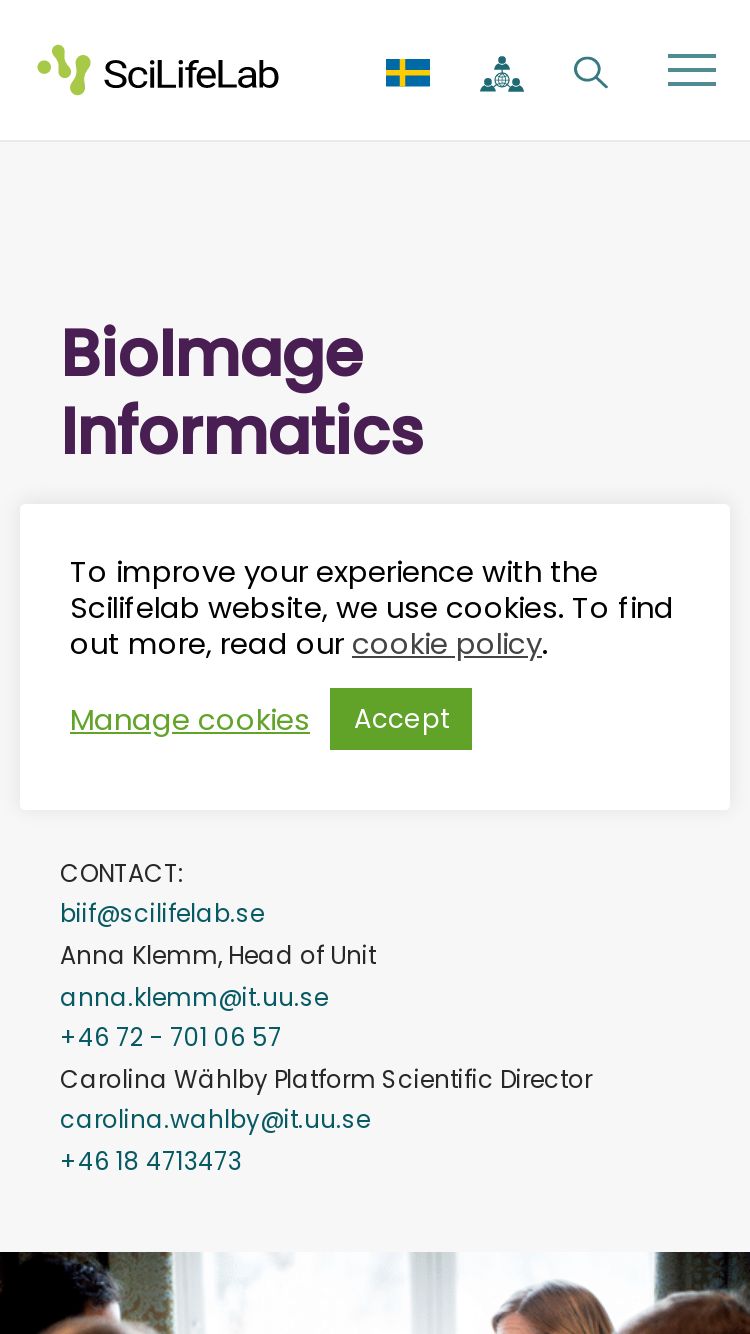 SciLifeLab
BioImage
Informatics
To improve your experience with the
Scilifelab website, we use cookies. To find
out more, read our cookie policy.
Manage cookies
Accept
CONTACT:
biif@scilifelab.se
Anna Klemm, Head of Unit
anna.klemm@it.uu.se
+46 72 - 701 06 57
Carolina Wählby Platform Scientific Director
carolina.wahlby@it.uu.se
+46 18 4713473